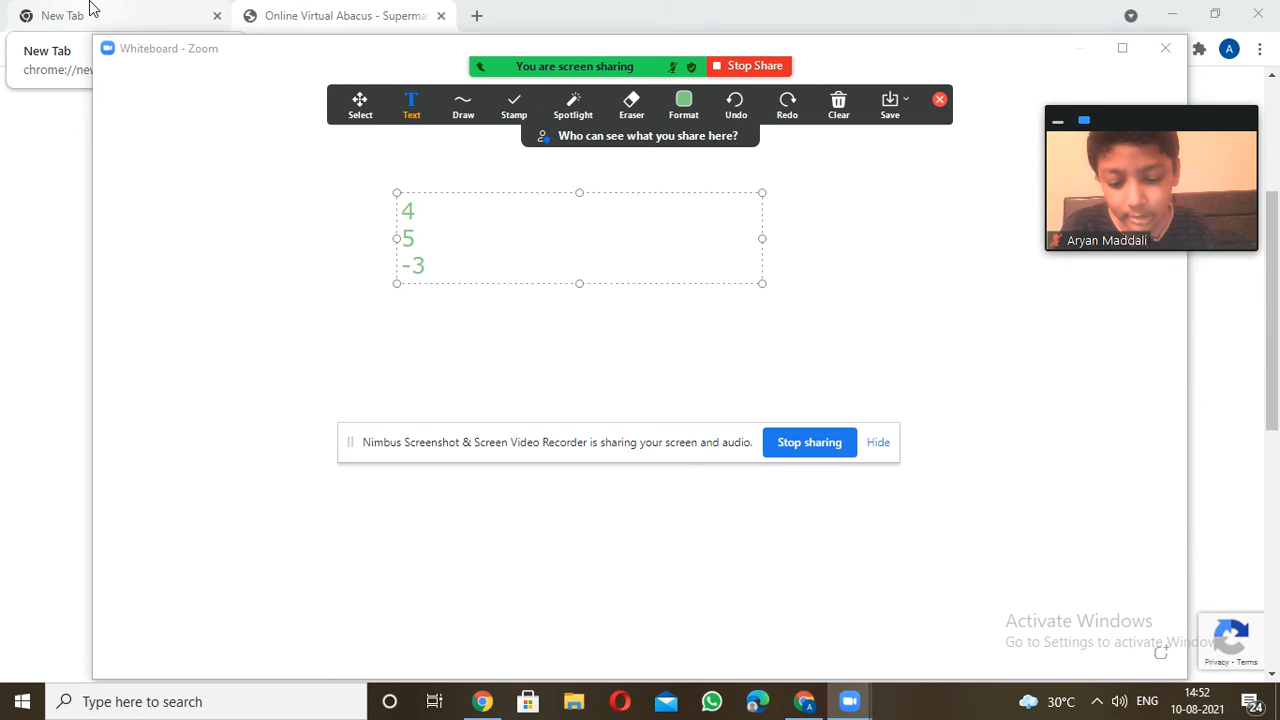 New Tab
Online Virtual Abacus - Superma
New Tab
chrome://new
Whiteboard - Zoom
You are screen sharing
Stop Share
A
Select
Text
Draw
Stamp
Spotlight
Eraser
Format
Undo
Redo
Clear
Save
Who can see what you share here?
4
5
-3
Aryan Maddali
Nimbus Screenshot & Screen Video Recorder is sharing your screen and audio.
Stop sharing
Hide
Activate Windows
Go to Settings to activate Windows
Privacy - Terms
Type here to search
A
30°C
ENG
14:52
10-08-2021
24